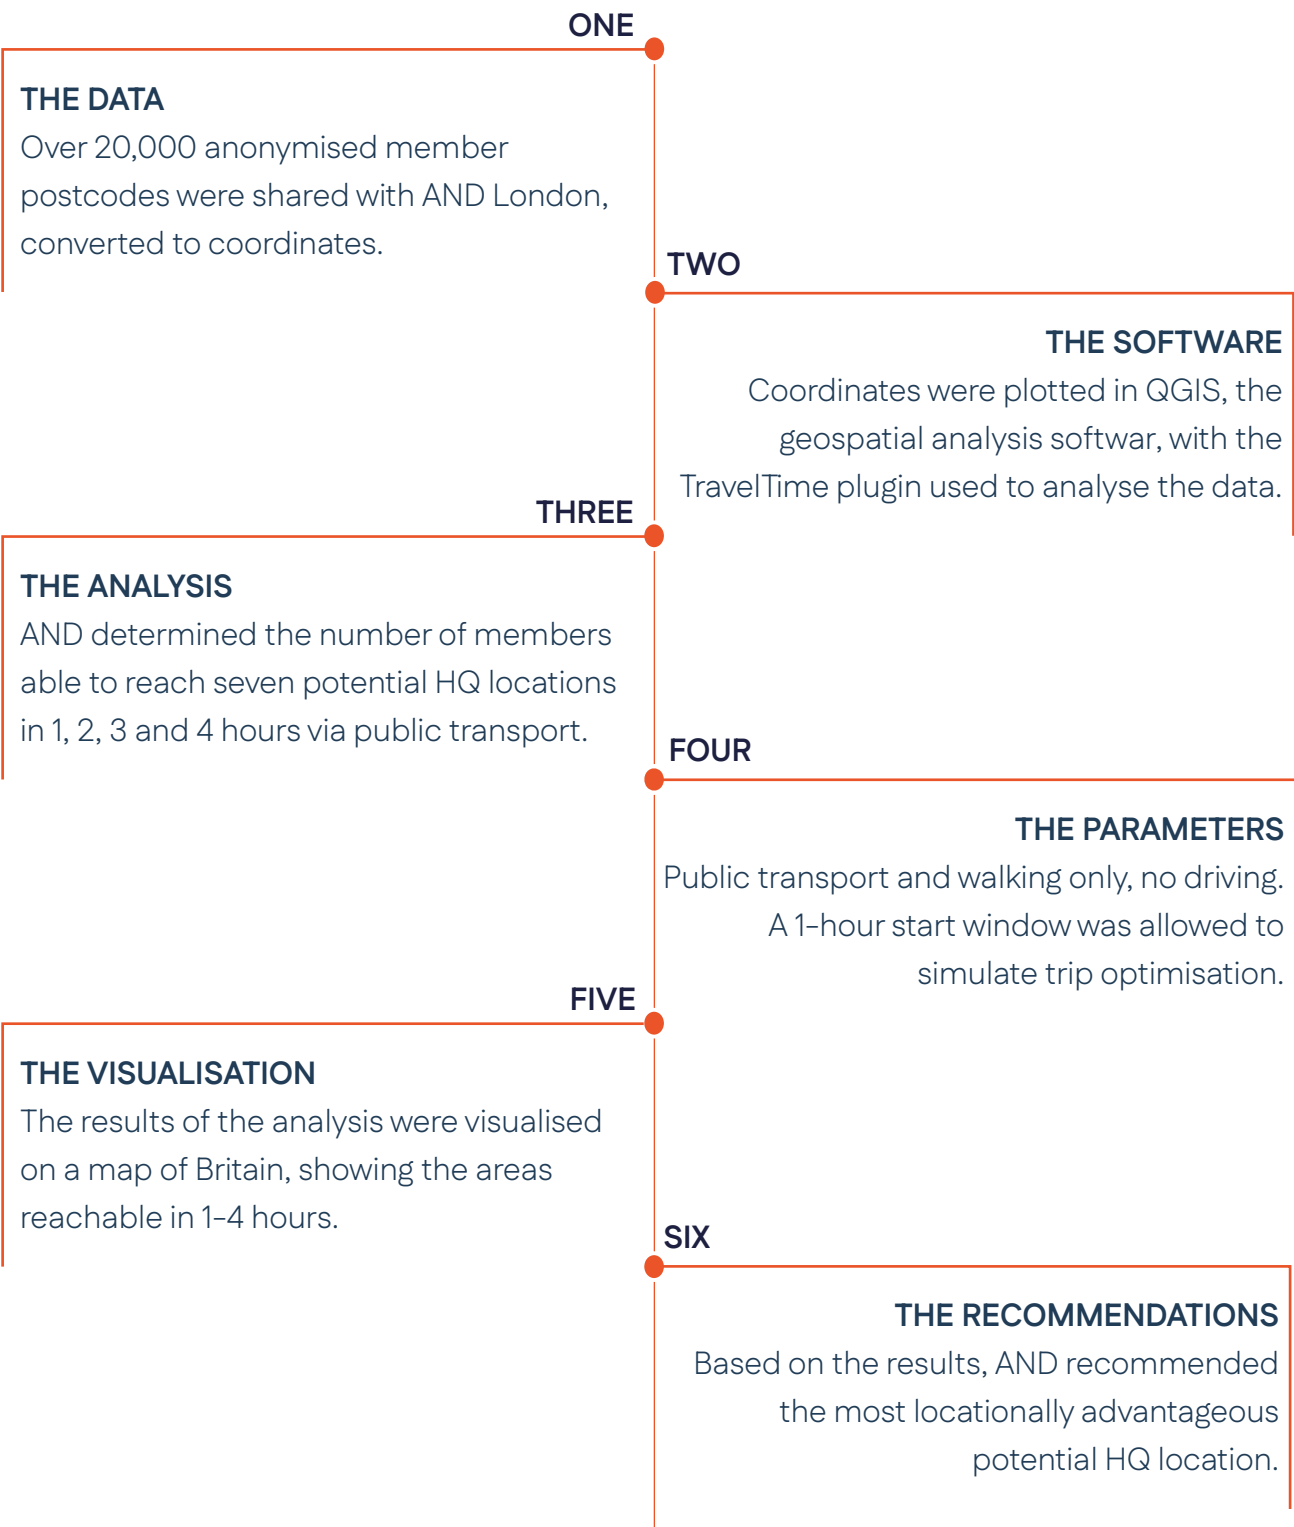 ONE
THE DATA
Over 20,000 anonymised member
postcodes were shared with AND London,
converted to coordinates.
TWO
THE SOFTWARE
Coordinates were plotted in QGIS, the
geospatial analysis softwar, with the
TravelTime plugin used to analyse the data.
THREE
THE ANALYSIS
AND determined the number of members
able to reach seven potential HQ locations
in 1, 2, 3 and 4 hours via public transport.
FOUR
THE PARAMETERS
Public transport and walking only, no driving.
A 1-hour start window was allowed to
simulate trip optimisation.
FIVE
THE VISUALISATION
The results of the analysis were visualised
on a map of Britain, showing the areas
reachable in 1-4 hours.
SIX
THE RECOMMENDATIONS
Based on the results, AND recommended
the most locationally advantageous
potential HQ location.